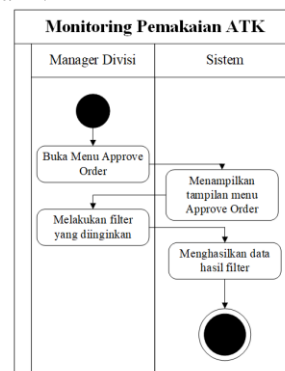 Monitoring Pemakaian ATK
Manager Divisi
Sistem
Buka Menu Approve
Order
Menampilkan
tampilan menu
Approve Order
Melakukan filter
yang diinginkan
Menghasilkan data
hasil filter